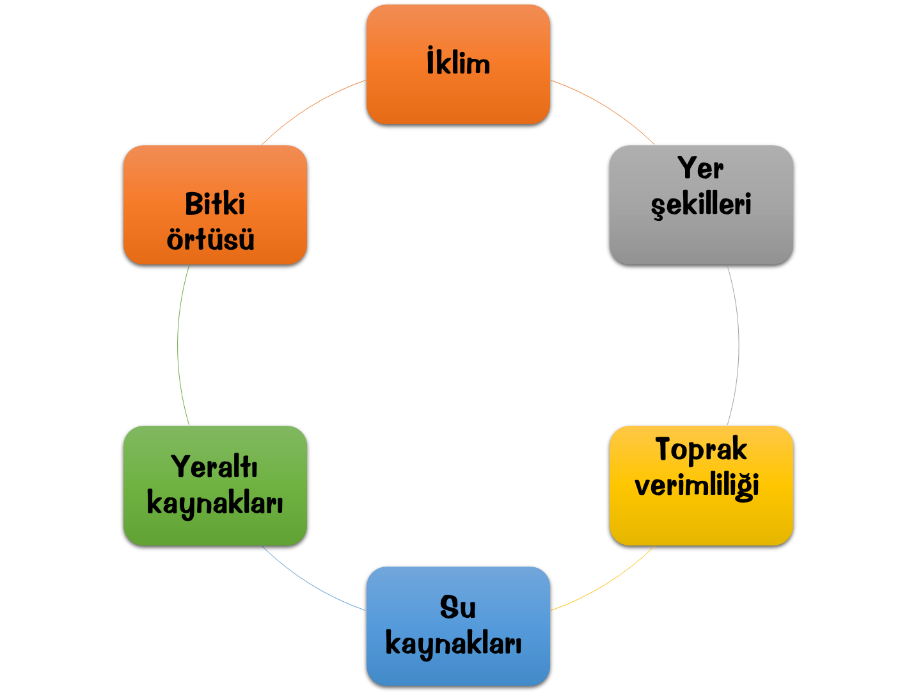 İklim
Yer
şekilleri
Toprak
verimliliği
Su
kaynakları
Yeraltı
kaynakları
Bitki
örtüsü